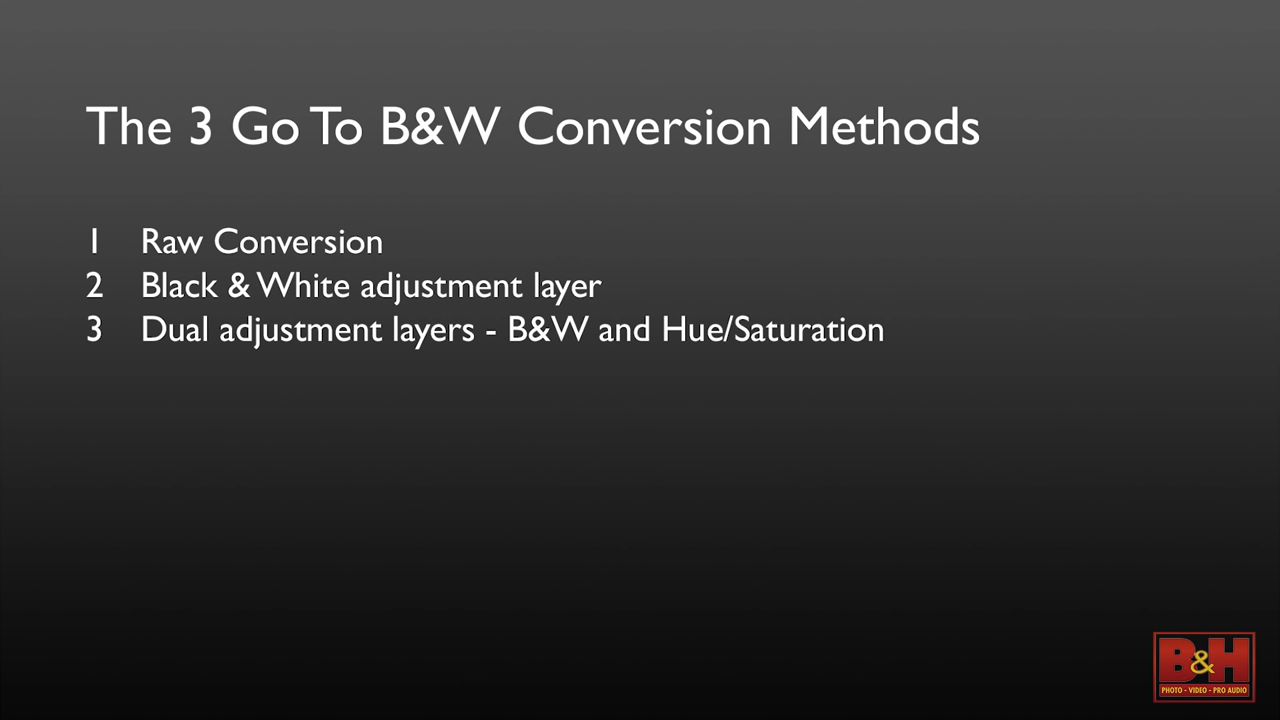 The 3 Go To B&W Conversion Methods
1 Raw Conversion
2 Black & White adjustment layer
3 Dual adjustment layers - B&W and Hue/Saturation
B&H
PHOTO - VIDEO - PRO AUDIO